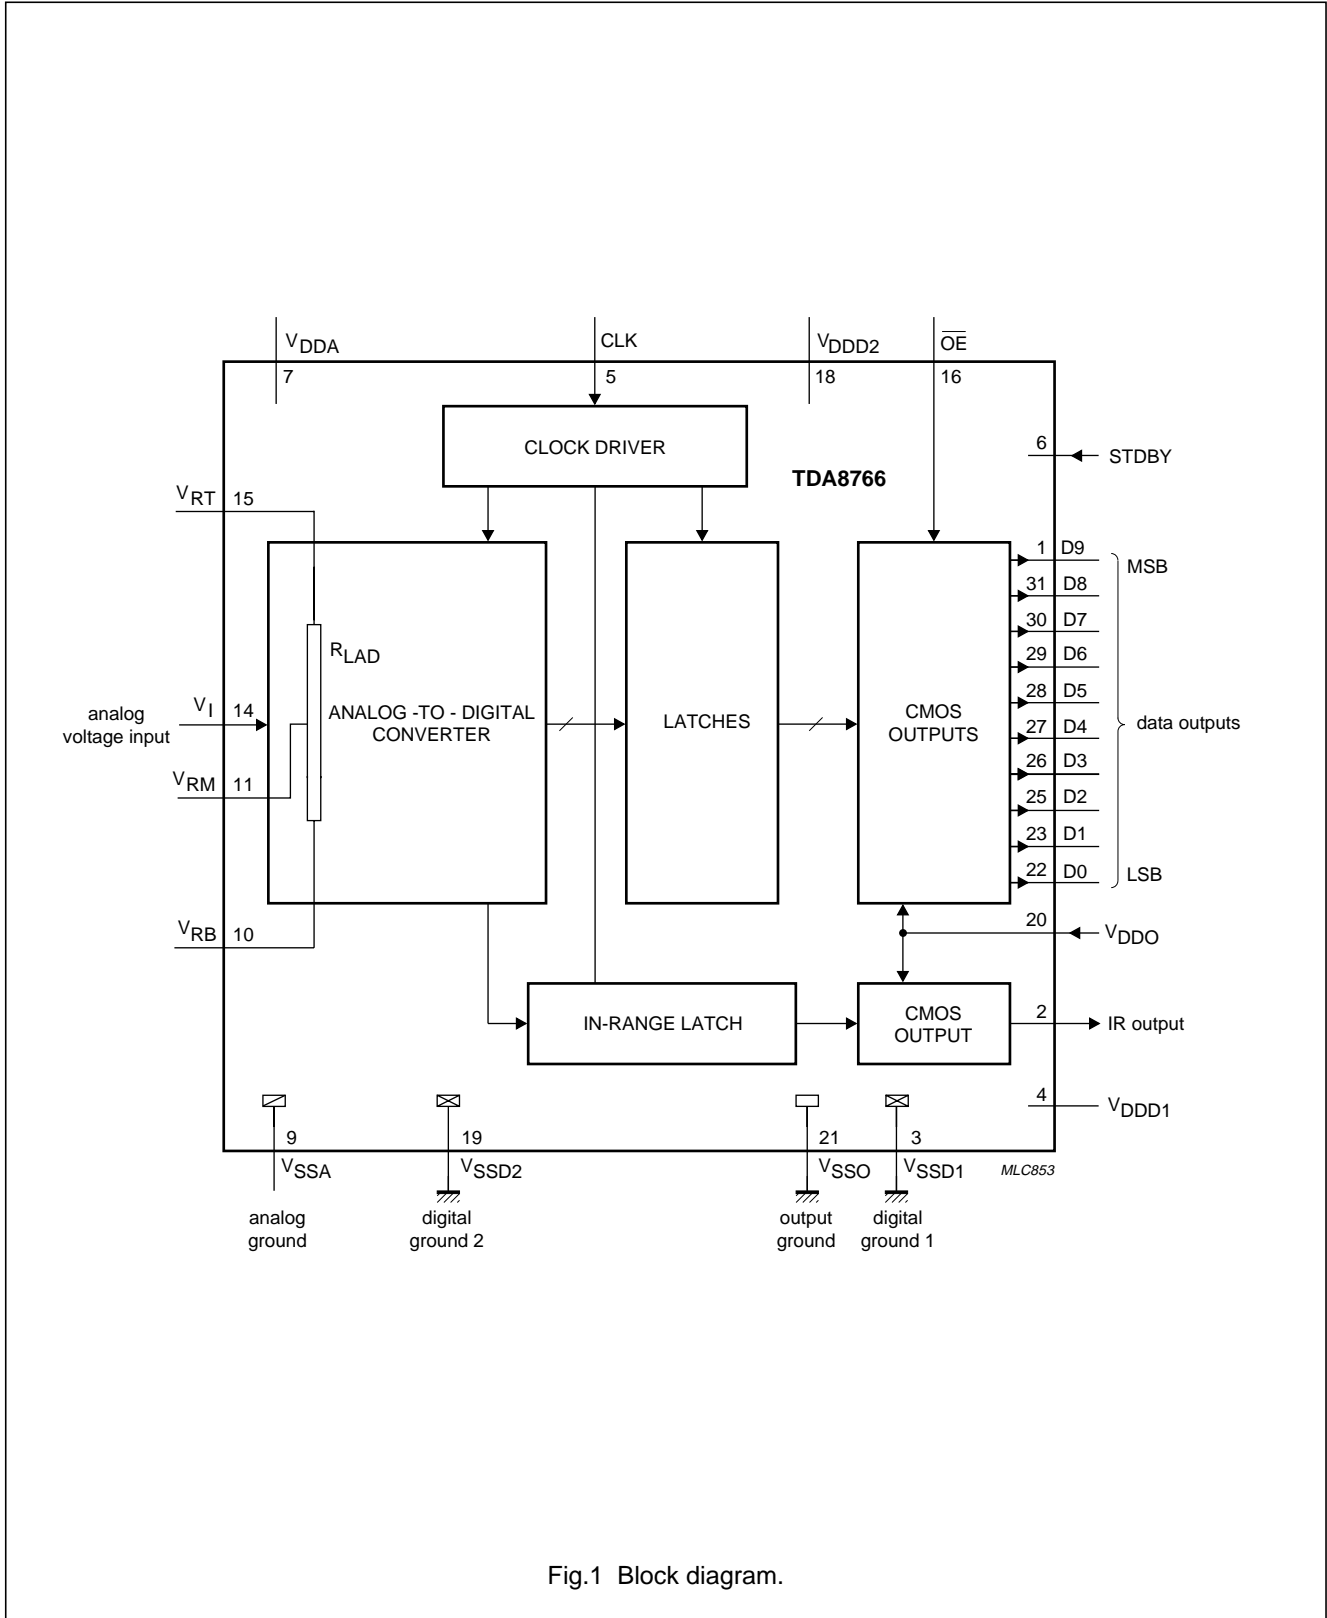 VDDA
CLK
VDDD2
OE
7
5
18
16
CLOCK DRIVER
6
STDBY
TDA8766
VRT
15
1
D9
MSB
31
D8
30
D7
RLAD
29
D6
28
D5
VI
14
analog
voltage input
ANALOG -TO - DIGITAL
CONVERTER
LATCHES
CMOS
OUTPUTS
27
D4
data outputs
26
D3
VRM
11
25
D2
23
D1
22
D0
LSB
VRB
10
20
VDDO
IN-RANGE LATCH
CMOS
OUTPUT
2
IR output
4
VDDD1
9
19
21
3
VSSA
VSSD2
VSSO
VSSD1
MLC853
analog
ground
digital
ground 2
output
ground
digital
ground 1
Fig.1 Block diagram.